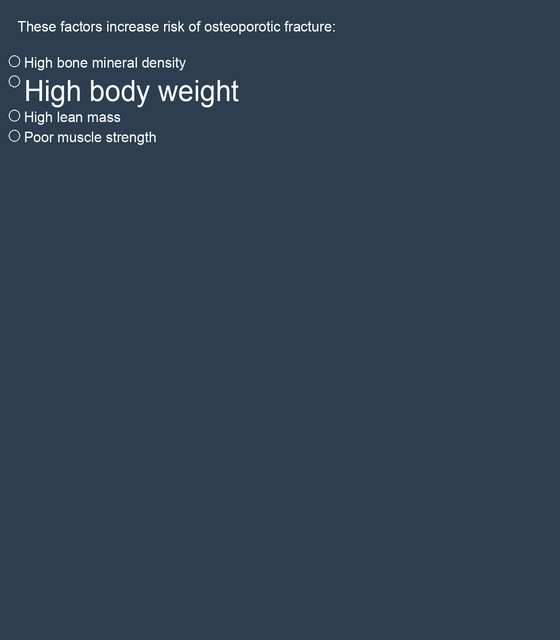 These factors increase risk of osteoporotic fracture:
High bone mineral density
High body weight
High lean mass
Poor muscle strength